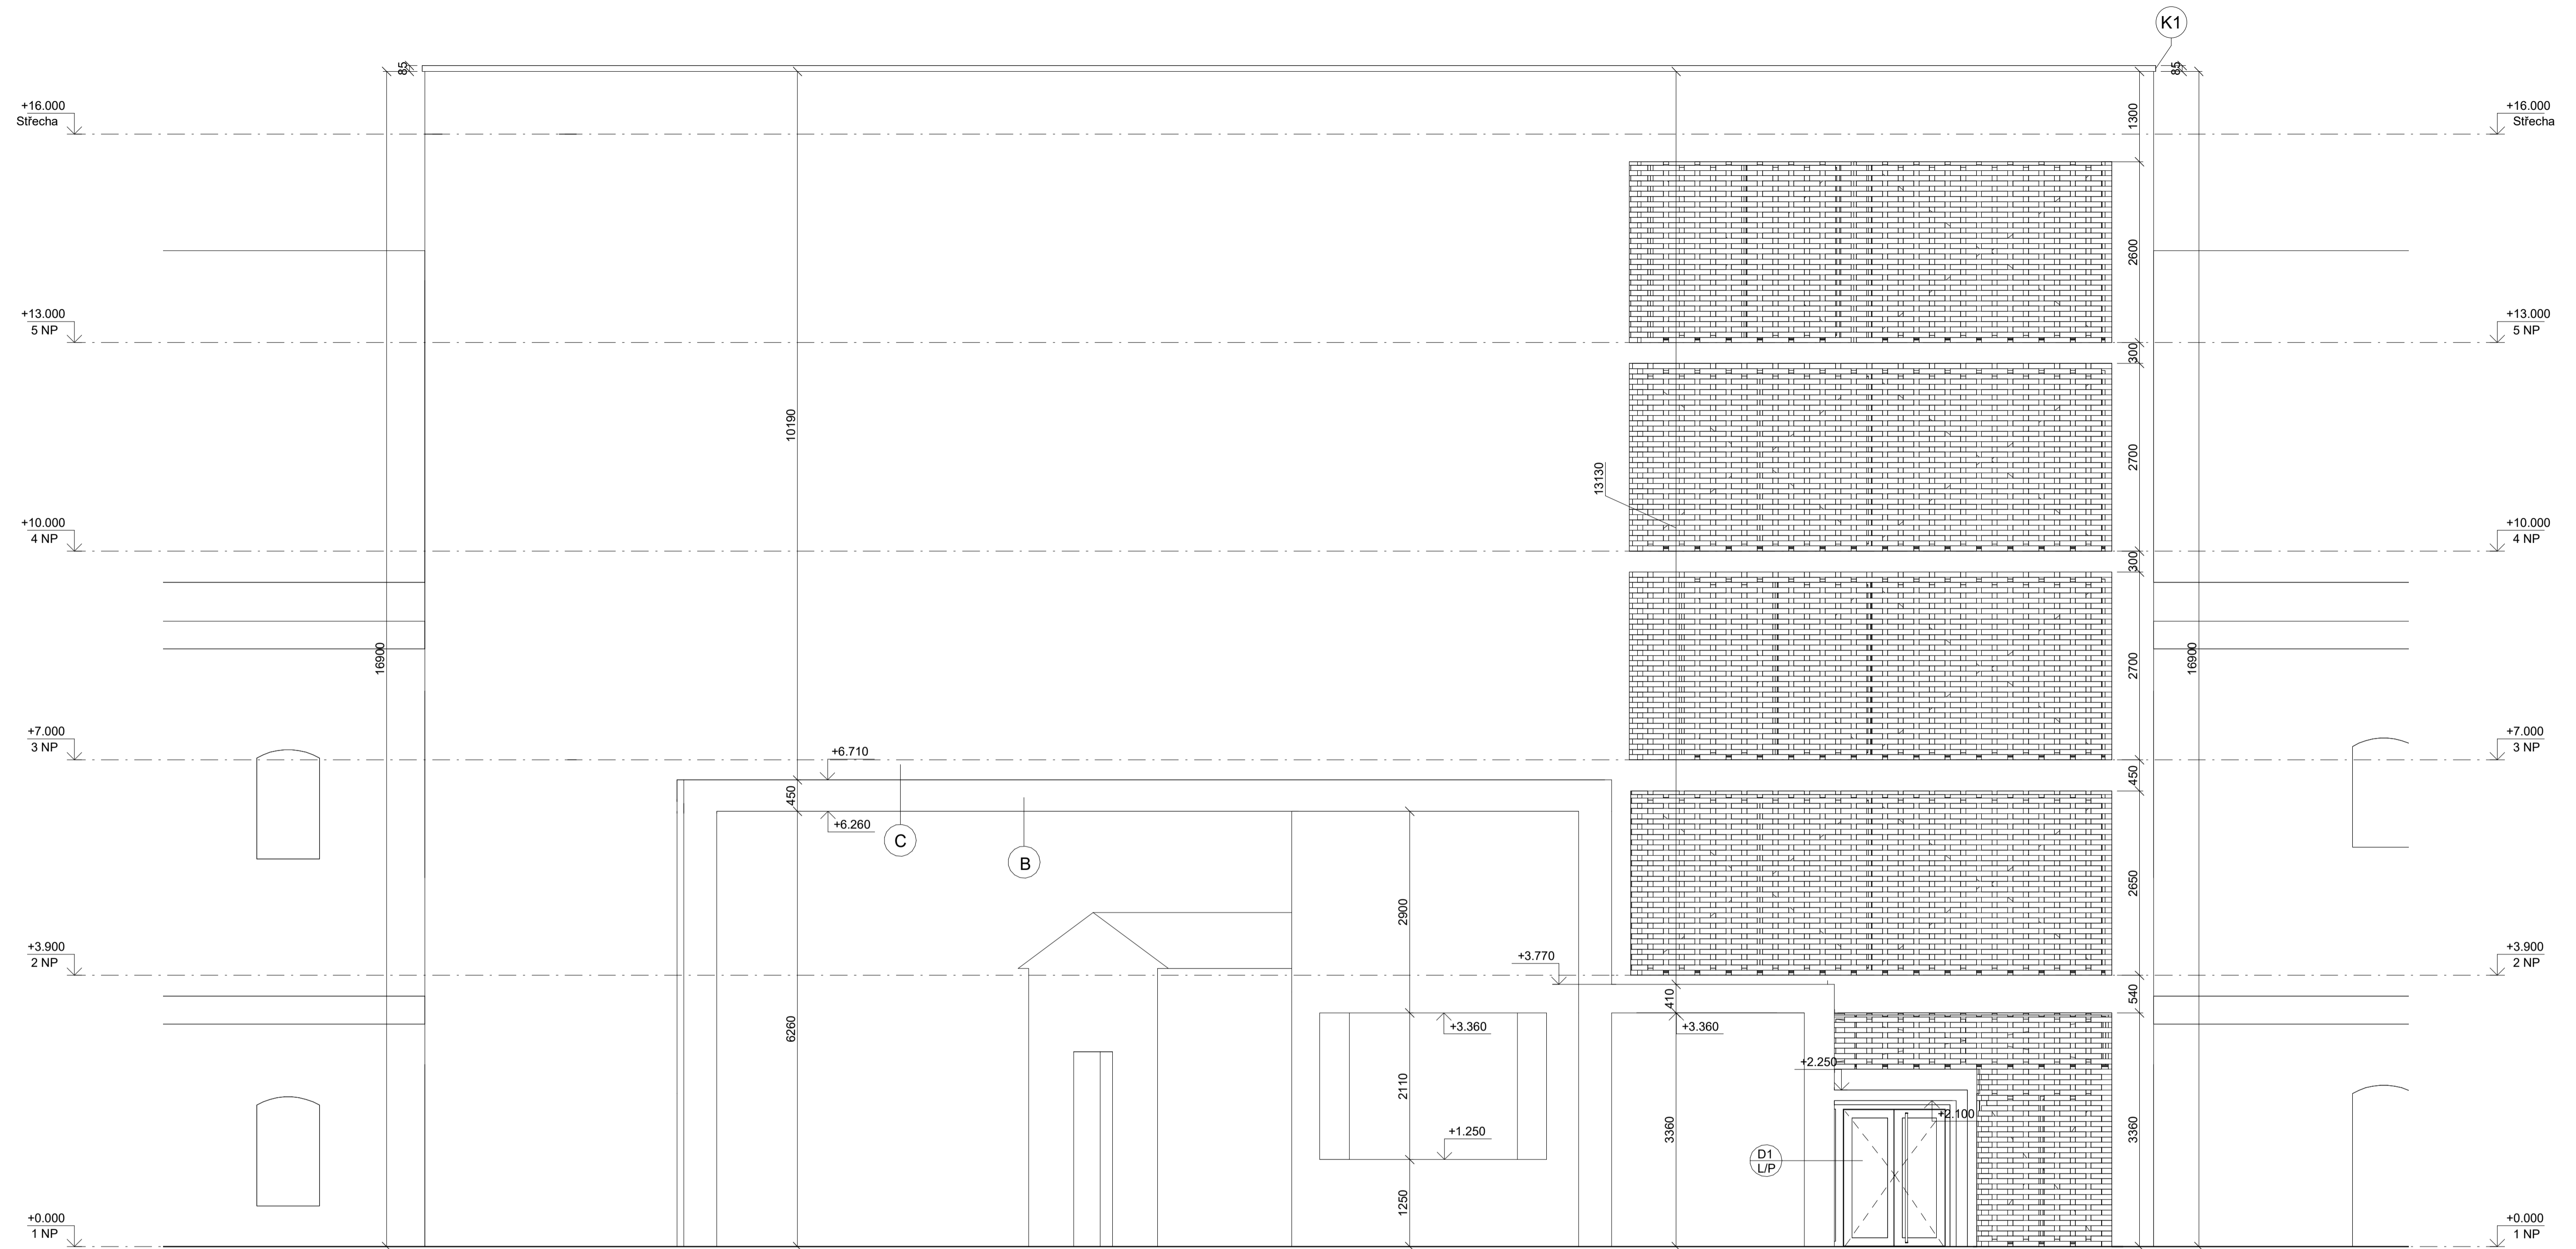 K1
85
85
+16.000
Střecha
+16.000
Střecha
1300
2600
+13.000
5 NP
+13.000
5 NP
300
10190
2700
13130
+10.000
4 NP
+10.000
4 NP
300
16900
2700
16900
+7.000
3 NP
+6.710
+7.000
3 NP
450
450
+6.260
C
B
2650
2900
+3.900
2 NP
+3.770
+3.900
2 NP
410
540
6260
+3.360
+3.360
+2.250
2110
+2.100
3360
3360
+1.250
D1
L/P
1250
+0.000
1 NP
+0.000
1 NP